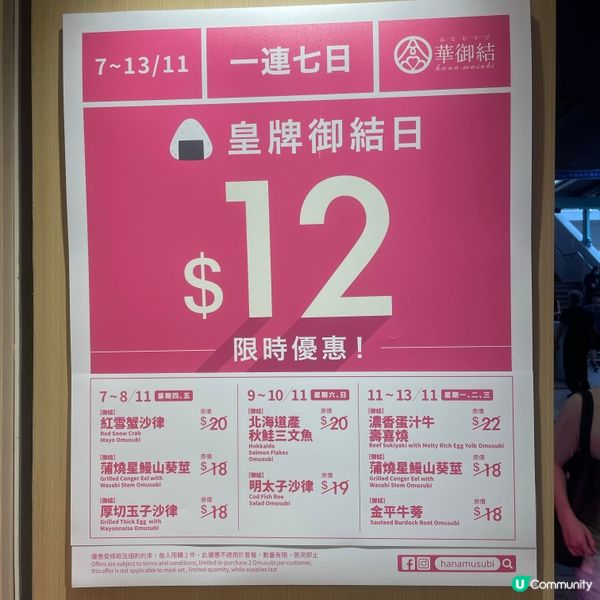 7~13/11
一連七日
はなむすび
華御結
hana-musubi
皇牌御結日
$12
限時優惠！
7~8/11 星期四、五
[御結]
紅雪蟹沙律
Red Snow Crab
Mayo Omusubi
原價
$20
[御結]
蒲燒星鰻山葵莖
Grilled Conger Eel with
Wasabi Stem Omusubi
原價
$18
[御結]
厚切玉子沙律
Grilled Thick Egg with
Mayonnaise Omusubi
原價
$18
9~10/11 星期六、日
[御結]
北海道產
秋鮭三文魚
Hokkaido
Salmon Flakes
Omusubi
原價
$20
[御結]
明太子沙律
Cod Fish Roe
Salad Omusubi
原價
$19
11~13/11 星期一、二、三
[御結]
濃香蛋汁牛
壽喜燒
Beef Sukiyaki with Melty Rich Egg Yolk Omusubi
原價
$22
[御結]
蒲燒星鰻山葵莖
Grilled Conger Eel with
Wasabi Stem Omusubi
原價
$18
[御結]
金平牛蒡
Sauteed Burdock Root Omusubi
原價
$18
優惠受條款及細則約束，每人限購2件，此優惠不適用於套餐，數量有限，售完即止
Offers are subject to terms and conditions, limited to purchase 2 Omusubi per customer,
this offer is not applicable to meal set, limited quantity, while supplies last.
hanamusubi
U Community